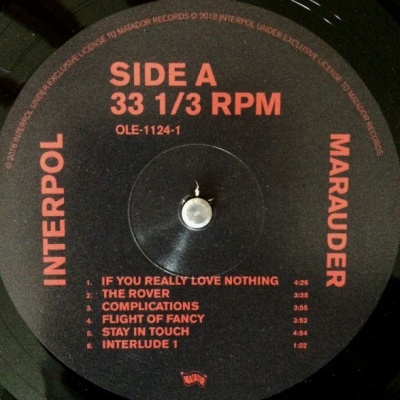 ℗ 2018 INTERPOL UNDER EXCLUSIVE LICENSE TO MATADOR RECORDS © 2018 INTERPOL UNDER EXCLUSIVE LICENSE TO MATADOR RECORDS
SIDE A
33 1/3 RPM
OLE-1124-1
INTERPOL
MARAUDER
1. IF YOU REALLY LOVE NOTHING 4:26
2. THE ROVER 3:38
3. COMPLICATIONS 3:55
4. FLIGHT OF FANCY 3:52
5. STAY IN TOUCH 4:54
6. INTERLUDE 1 1:02
MATADOR